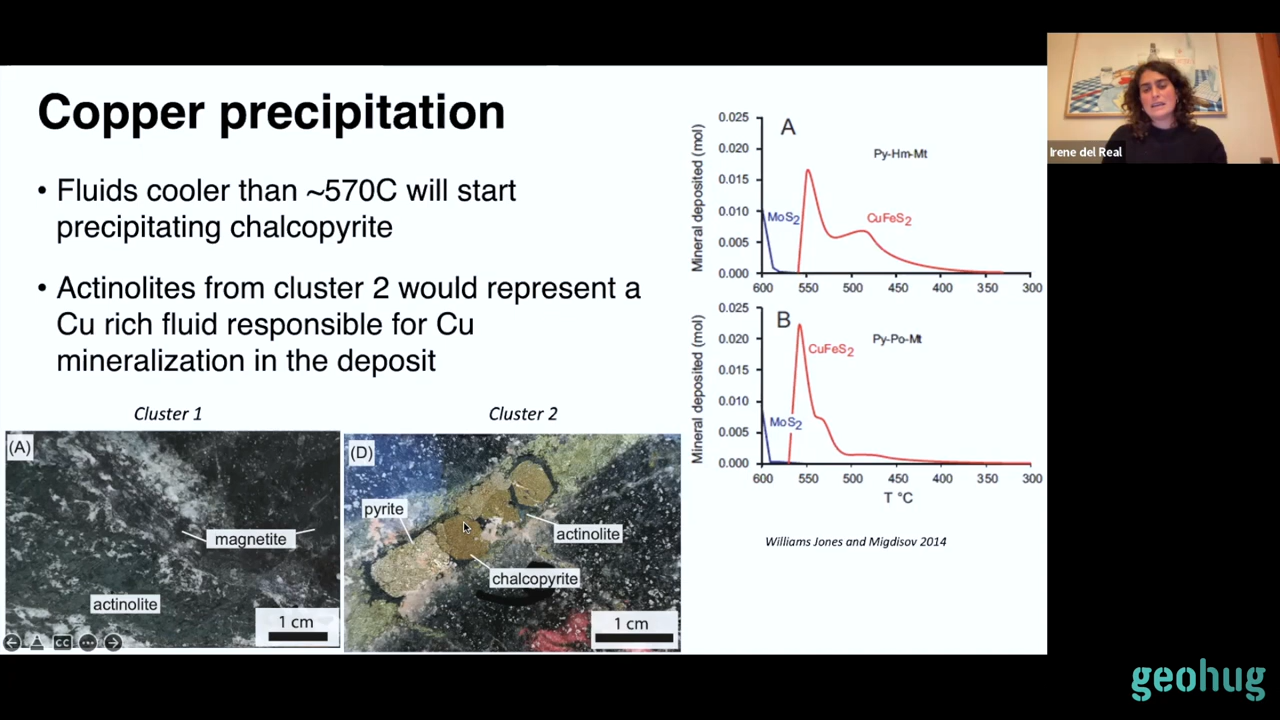 Copper precipitation
• Fluids cooler than ~570C will start
precipitating chalcopyrite
• Actinolites from cluster 2 would represent a
Cu rich fluid responsible for Cu
mineralization in the deposit
Cluster 1
(A)
magnetite
actinolite
1 cm
CC
Cluster 2
(D)
pyrite
actinolite
chalcopyrite
1 cm
A
Py-Hm-Mt
MoS2
CuFeS2
Mineral deposited (mol)
0.025
0.020
0.015
0.010
0.005
0.000
600 550 500 450 400 350 300
B
Py-Po-Mt
CuFeS2
MoS2
Mineral deposited (mol)
0.025
0.020
0.015
0.010
0.005
0.000
600 550 500 450 400 350 300
T °C
Williams Jones and Migdisov 2014
Irene del Real
geohug